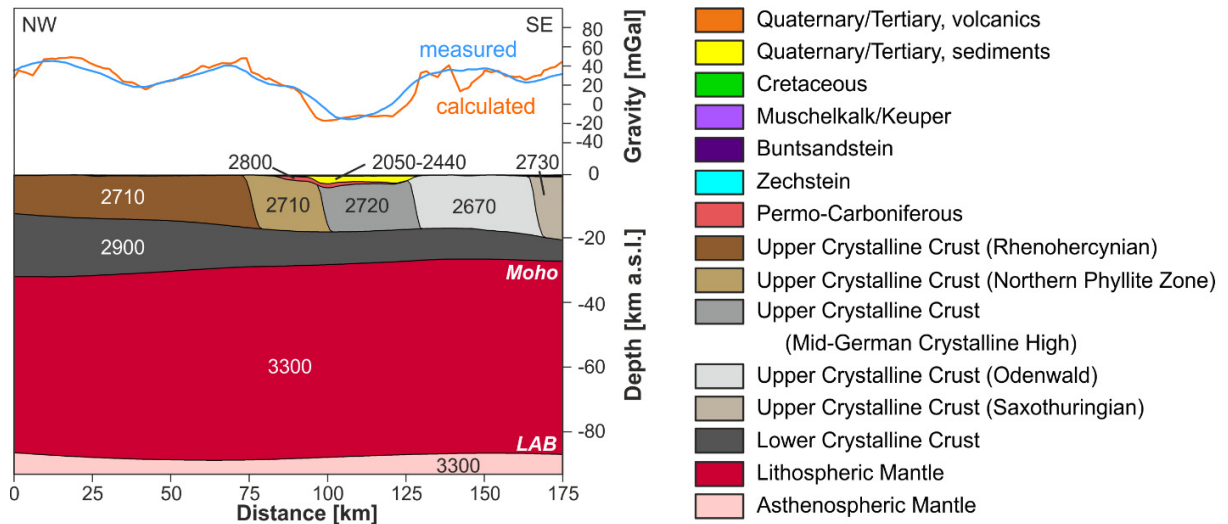 NW
SE
measured
calculated
80
60
40
20
0
-20
-40
Gravity [mGal]
2800
2050-2440
2730
0
2710
2710
2720
2670
-20
2900
Moho
-40
3300
-60
-80
LAB
3300
Depth [km a.s.l.]
0
25
50
75
100
125
150
175
Distance [km]
Quaternary/Tertiary, volcanics
Quaternary/Tertiary, sediments
Cretaceous
Muschelkalk/Keuper
Buntsandstein
Zechstein
Permo-Carboniferous
Upper Crystalline Crust (Rhenohercynian)
Upper Crystalline Crust (Northern Phyllite Zone)
Upper Crystalline Crust
(Mid-German Crystalline High)
Upper Crystalline Crust (Odenwald)
Upper Crystalline Crust (Saxothuringian)
Lower Crystalline Crust
Lithospheric Mantle
Asthenospheric Mantle